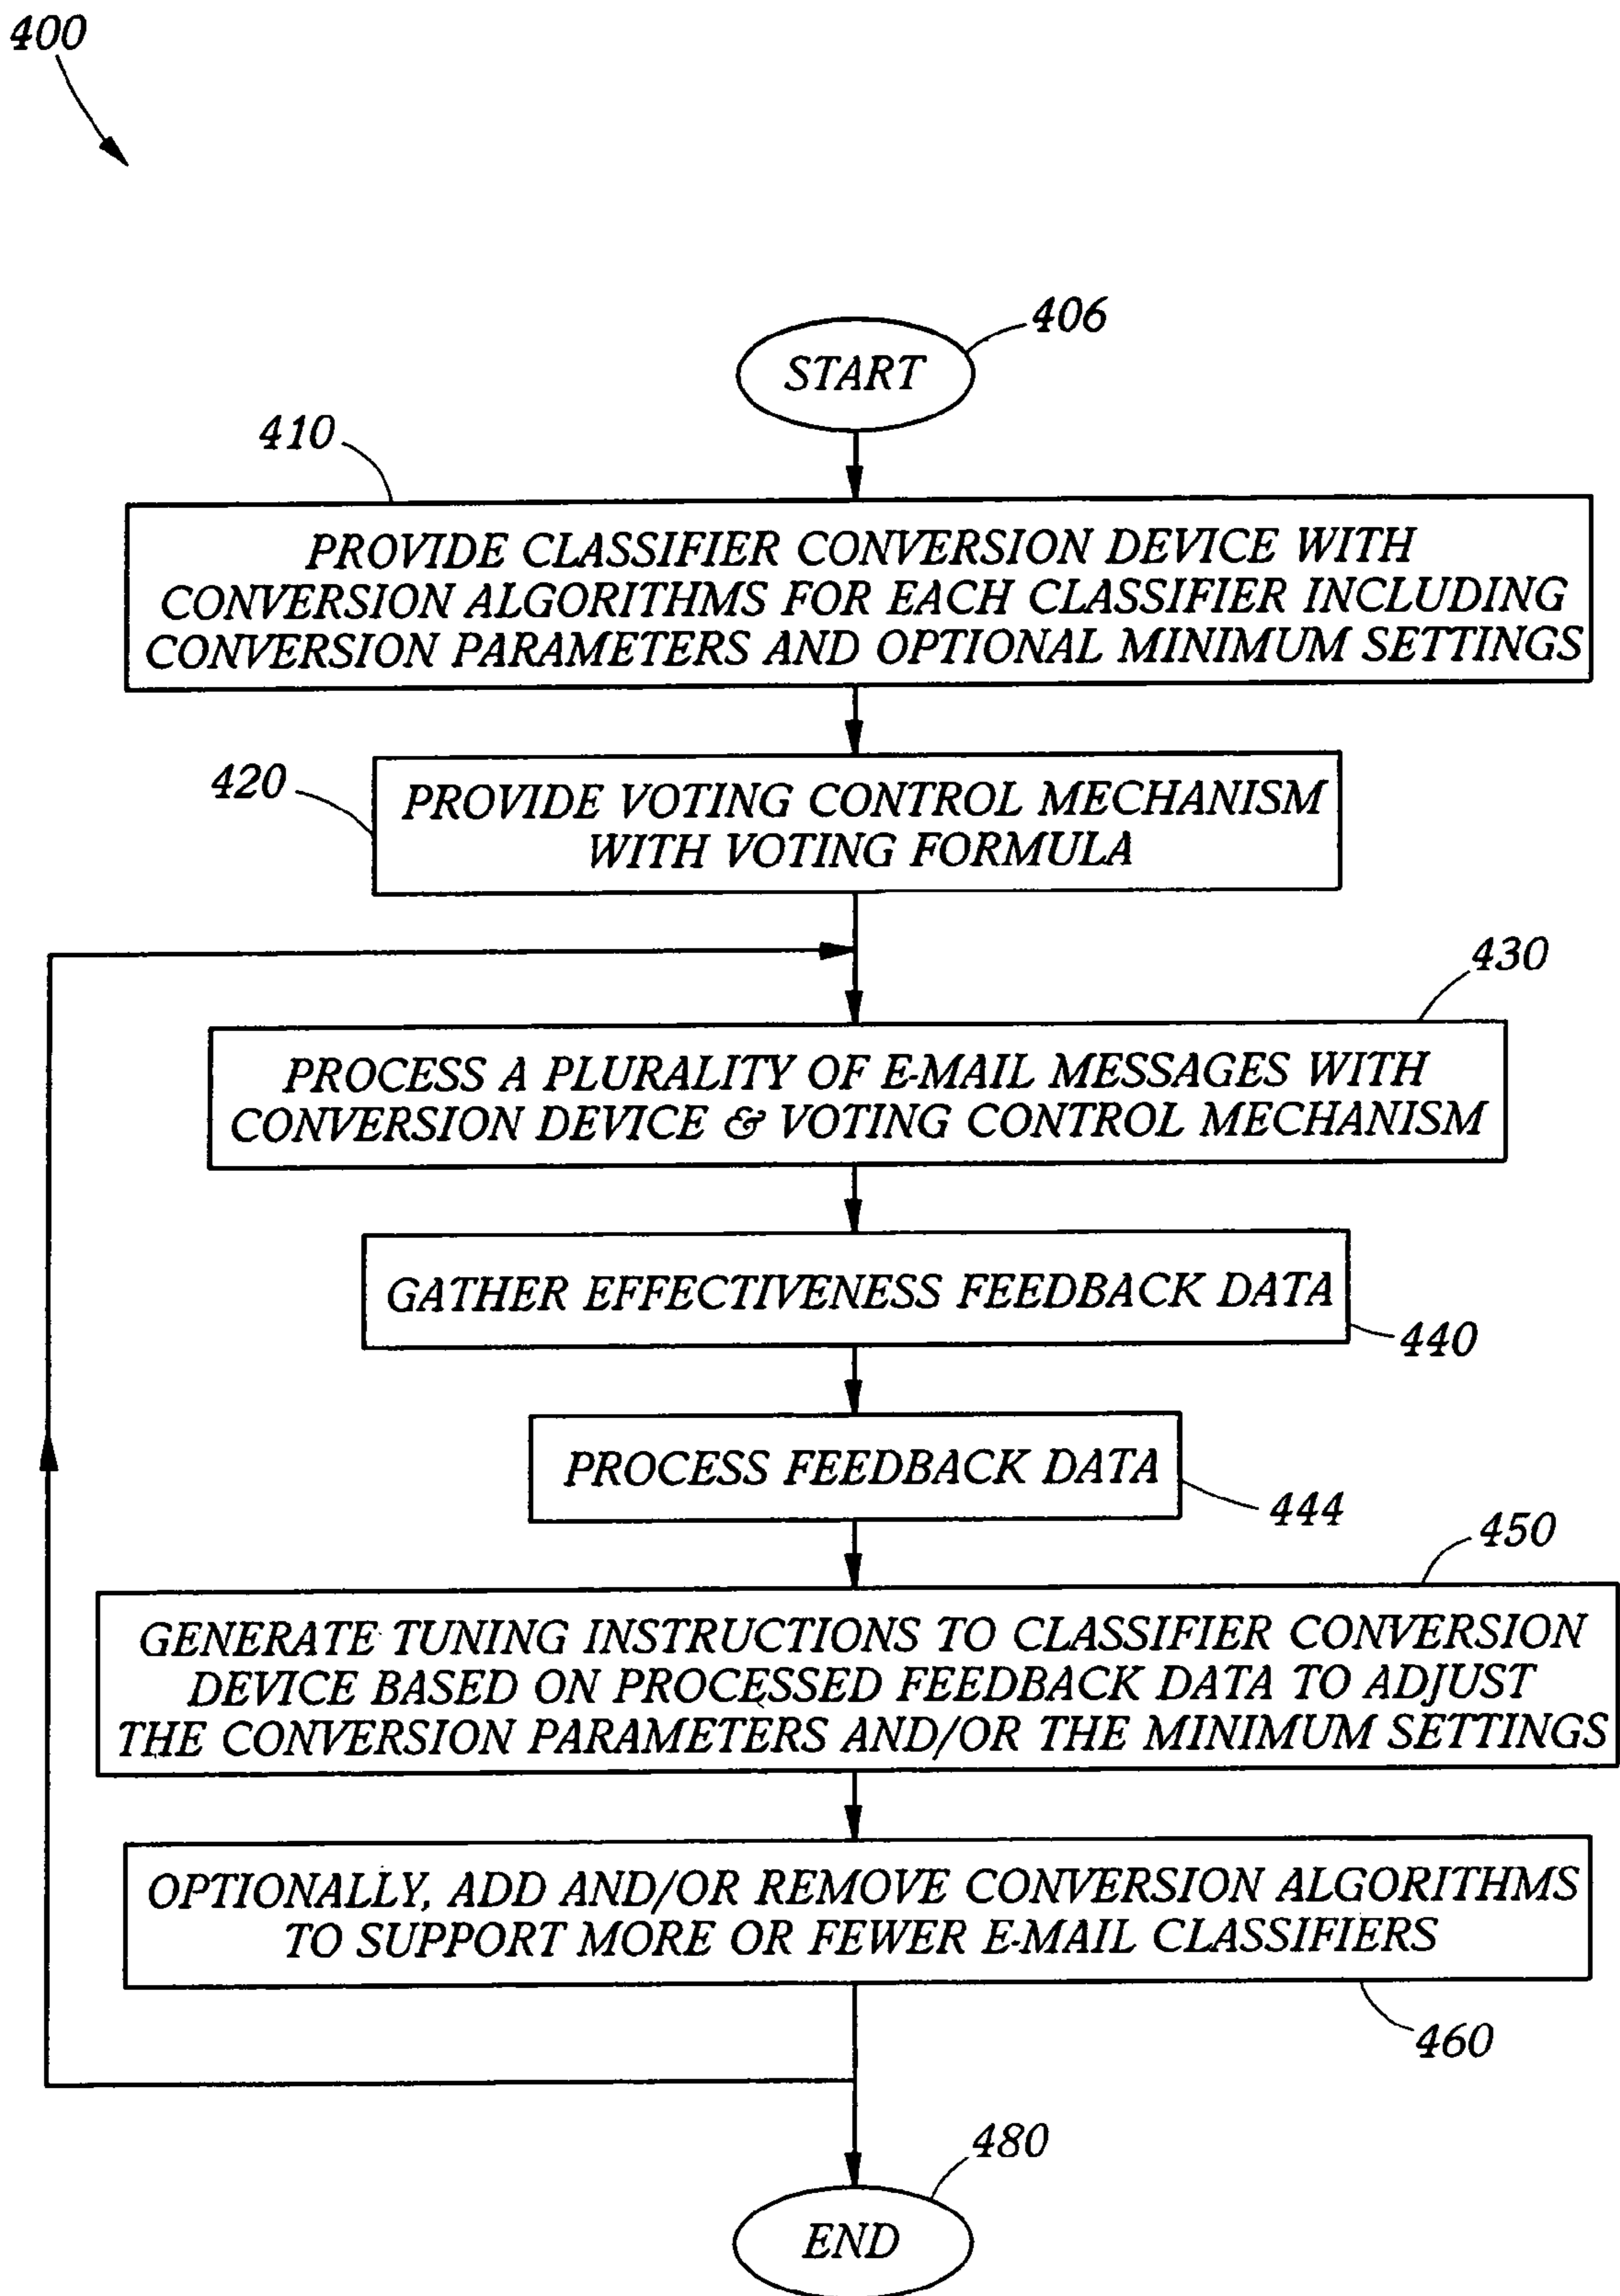 400
406
START
410
PROVIDE CLASSIFIER CONVERSION DEVICE WITH
CONVERSION ALGORITHMS FOR EACH CLASSIFIER INCLUDING
CONVERSION PARAMETERS AND OPTIONAL MINIMUM SETTINGS
420
PROVIDE VOTING CONTROL MECHANISM
WITH VOTING FORMULA
430
PROCESS A PLURALITY OF E-MAIL MESSAGES WITH
CONVERSION DEVICE & VOTING CONTROL MECHANISM
GATHER EFFECTIVENESS FEEDBACK DATA
440
PROCESS FEEDBACK DATA
444
450
GENERATE TUNING INSTRUCTIONS TO CLASSIFIER CONVERSION
DEVICE BASED ON PROCESSED FEEDBACK DATA TO ADJUST
THE CONVERSION PARAMETERS AND/OR THE MINIMUM SETTINGS
OPTIONALLY, ADD AND/OR REMOVE CONVERSION ALGORITHMS
TO SUPPORT MORE OR FEWER E-MAIL CLASSIFIERS
460
480
END